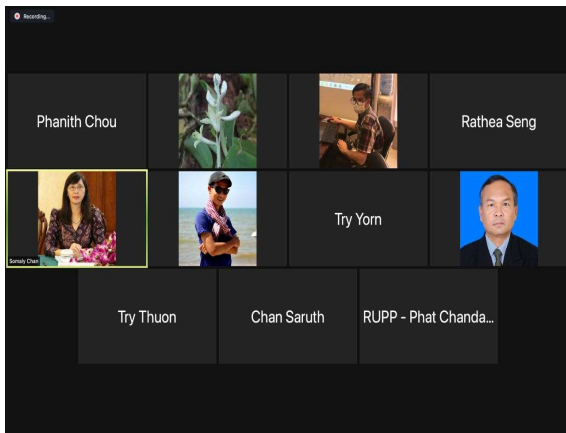 Recording...
Phanith Chou
Rathea Seng
Somaly Chan
Try Yorn
Try Thuon
Chan Saruth
RUPP - Phat Chanda...